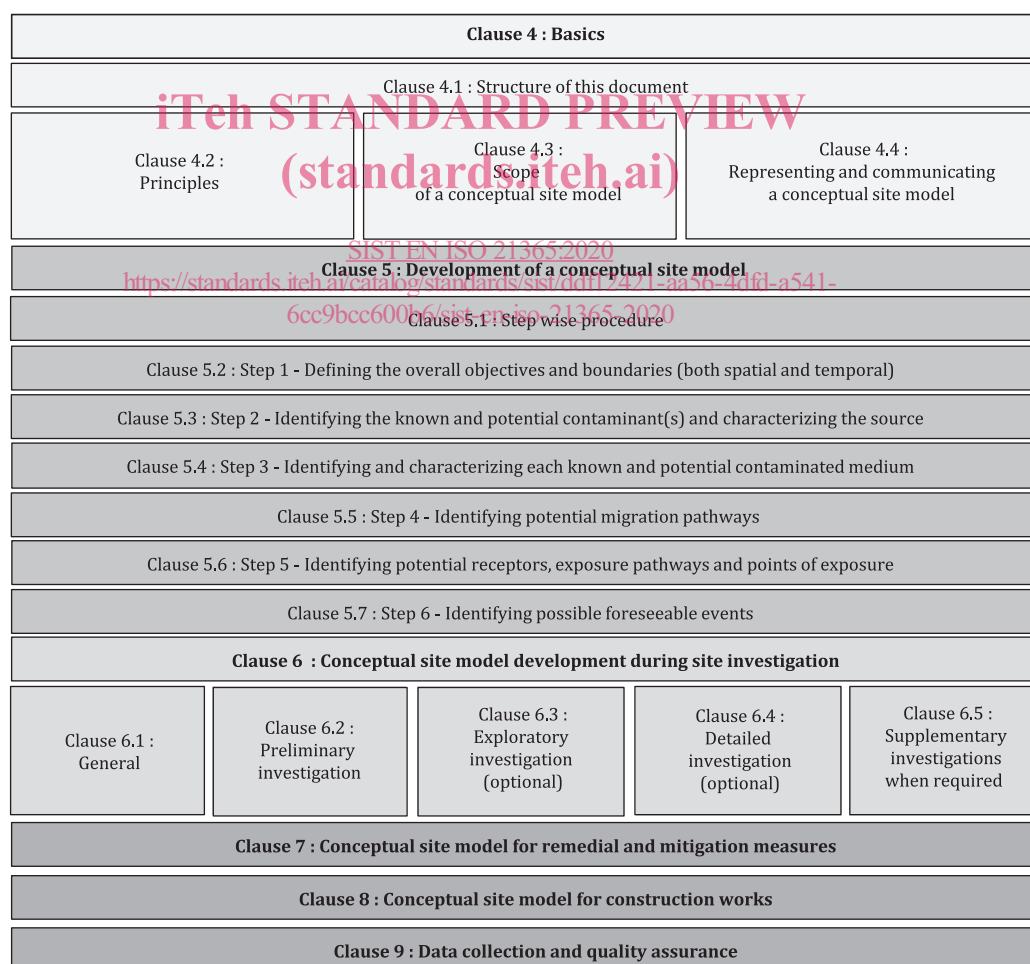 Clause 4 : Basics
Clause 4.1 : Structure of this document
iTeh STANDARD PREVIEW
(standards.iteh.ai)
Clause 4.2 :
Principles
Clause 4.3 :
Scope
of a conceptual site model
Clause 4.4 :
Representing and communicating
a conceptual site model
SIST EN ISO 21365:2020
Clause 5 : Development of a conceptual site model
https://standards.iteh.ai/catalog/standards/sist/ddf12421-aa56-4dfd-a541-
6cc9bcc600b6/sist-en-iso-21365-2020
Clause 5.1 : Step wise procedure
Clause 5.2 : Step 1 - Defining the overall objectives and boundaries (both spatial and temporal)
Clause 5.3 : Step 2 - Identifying the known and potential contaminant(s) and characterizing the source
Clause 5.4 : Step 3 - Identifying and characterizing each known and potential contaminated medium
Clause 5.5 : Step 4 - Identifying potential migration pathways
Clause 5.6 : Step 5 - Identifying potential receptors, exposure pathways and points of exposure
Clause 5.7 : Step 6 - Identifying possible foreseeable events
Clause 6 : Conceptual site model development during site investigation
Clause 6.1 :
General
Clause 6.2 :
Preliminary
investigation
Clause 6.3 :
Exploratory
investigation
(optional)
Clause 6.4 :
Detailed
investigation
(optional)
Clause 6.5 :
Supplementary
investigations
when required
Clause 7 : Conceptual site model for remedial and mitigation measures
Clause 8 : Conceptual site model for construction works
Clause 9 : Data collection and quality assurance